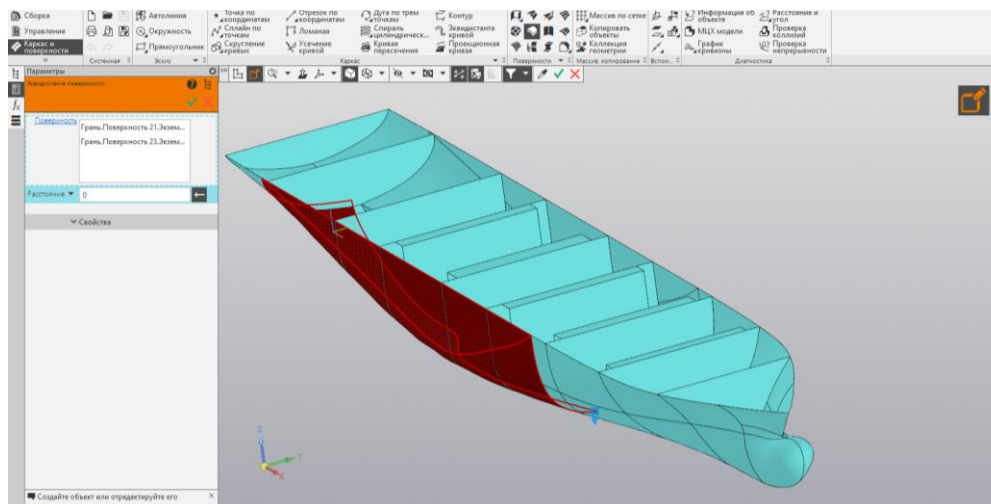 Сборка
Управление
Каркас и
поверхности
Системная
Автолиния
Окружность
Прямоугольник
Эскиз
Точка по
координатам
Сплайн по
точкам
Скругление
кривых
Отрезок по
координатам
Ломаная
Усечение
кривой
Дуга по трем
точкам
Спираль
цилиндрическ...
Кривая
пересечения
Контур
Эквидистанта
кривой
Проекционная
кривая
Каркас
Поверхности
Массив по сетке
Копировать
объекты
Коллекция
геометрии
Массив, копирование
Вспом...
Информация об
объекте
МЦХ модели
График
кривизны
Расстояние и
угол
Проверка
коллизий
Проверка
непрерывности
Диагностика
Параметры
Эквидистанта поверхности
Поверхность
Грань.Поверхность 21.Экзем...
Грань.Поверхность 23.Экзем...
Расстояние
0
Свойства
Z
Y
X
Создайте объект или отредактируйте его